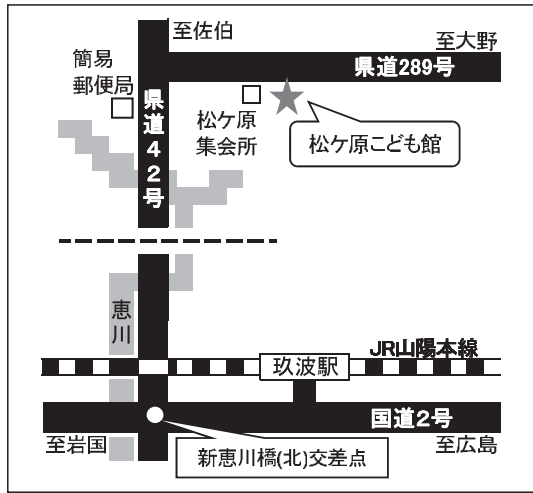 至佐伯
至大野
県道289号
簡易
郵便局
県道42号
松ケ原
集会所
松ケ原こども館
恵川
JR山陽本線
玖波駅
国道2号
至岩国
至広島
新恵川橋(北)交差点